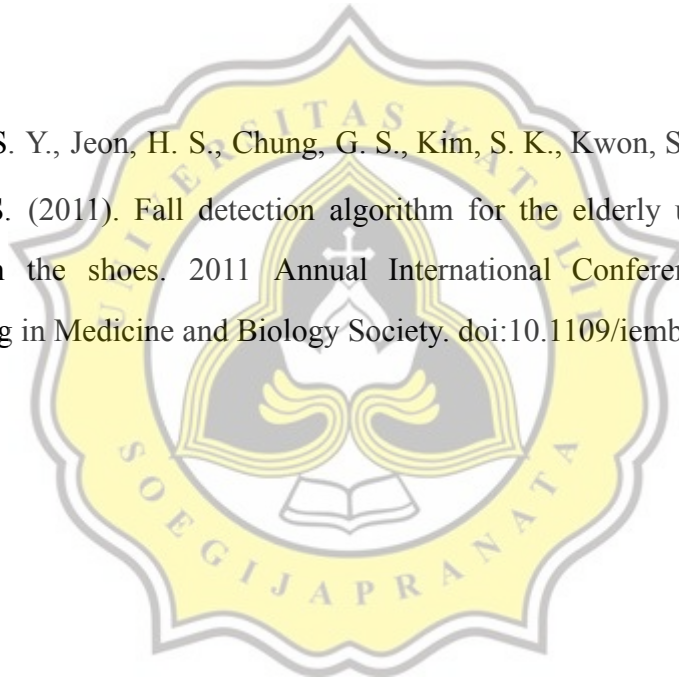 S. Y., Jeon, H. S., Chung, G. S., Kim, S. K., Kwon, S
S. (2011). Fall detection algorithm for the elderly u
n the shoes. 2011 Annual International Conferen
g in Medicine and Biology Society. doi:10.1109/iemb
UNIVERSITAS KATOLIK
SOEGIJAPRANATA